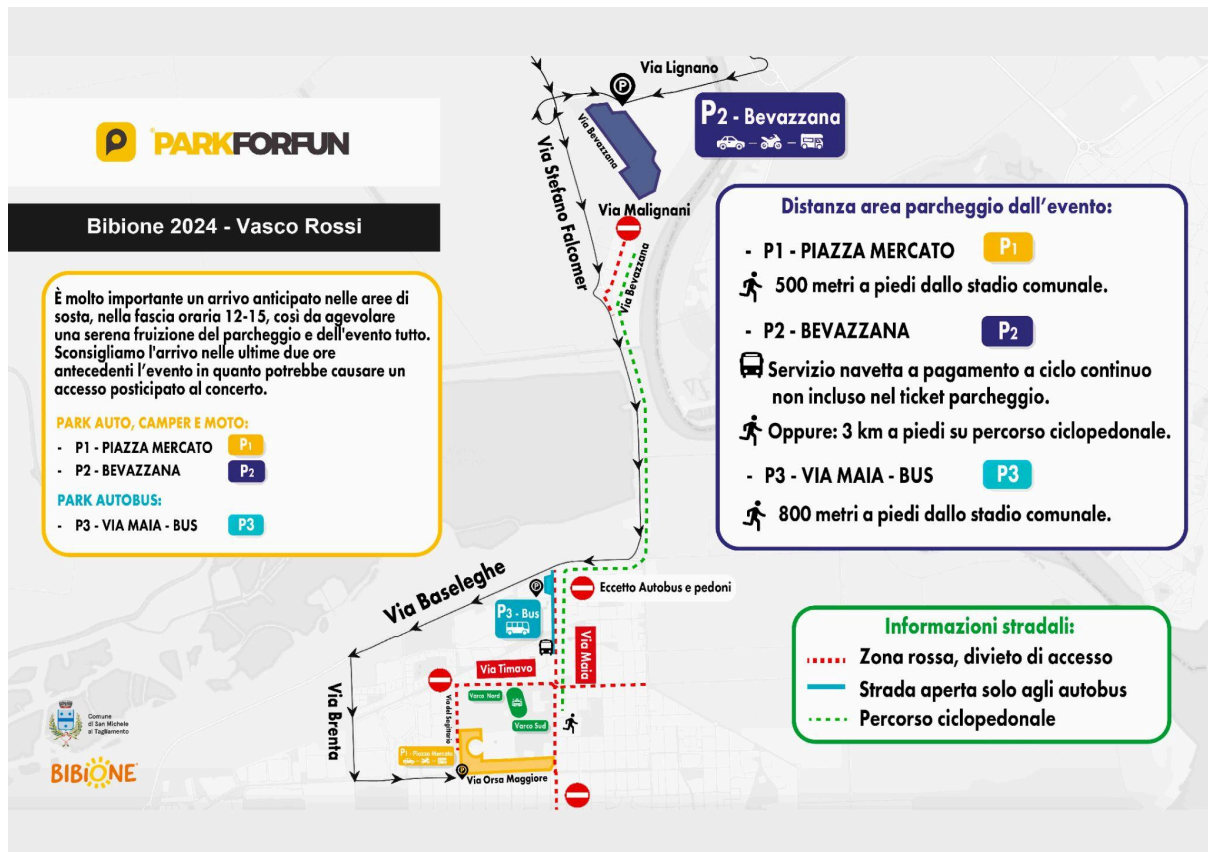 PARKFORFUN
Bibione 2024 - Vasco Rossi
È molto importante un arrivo anticipato nelle aree di
sosta, nella fascia oraria 12-15, così da agevolare
una serena fruizione del parcheggio e dell'evento tutto.
Sconsigliamo l'arrivo nelle ultime due ore
antecedenti l'evento in quanto potrebbe causare un
accesso posticipato al concerto.
PARK AUTO, CAMPER E MOTO:
- P1 - PIAZZA MERCATO P1
- P2 - BEVAZZANA P2
PARK AUTOBUS:
- P3 - VIA MAIA - BUS P3
Comune
di San Michele
al Tagliamento
BIBIONE
Via Lignano
P
P2 - Bevazzana
Via Bevazzana
Via Stefano Falcomer
Via Malignani
Via Bevazzana
Distanza area parcheggio dall'evento:
- P1 - PIAZZA MERCATO P1
500 metri a piedi dallo stadio comunale.
- P2 - BEVAZZANA P2
Servizio navetta a pagamento a ciclo continuo
non incluso nel ticket parcheggio.
Oppure: 3 km a piedi su percorso ciclopedonale.
- P3 - VIA MAIA - BUS P3
800 metri a piedi dallo stadio comunale.
Via Baseleghe
P
Eccetto Autobus e pedoni
P3 - Bus
Via Maia
Via Timavo
Varco Nord
Varco Sud
Via del Sagittario
Via Brenta
P1 - Piazza Mercato
P
Via Orsa Maggiore
Informazioni stradali:
Zona rossa, divieto di accesso
Strada aperta solo agli autobus
Percorso ciclopedonale